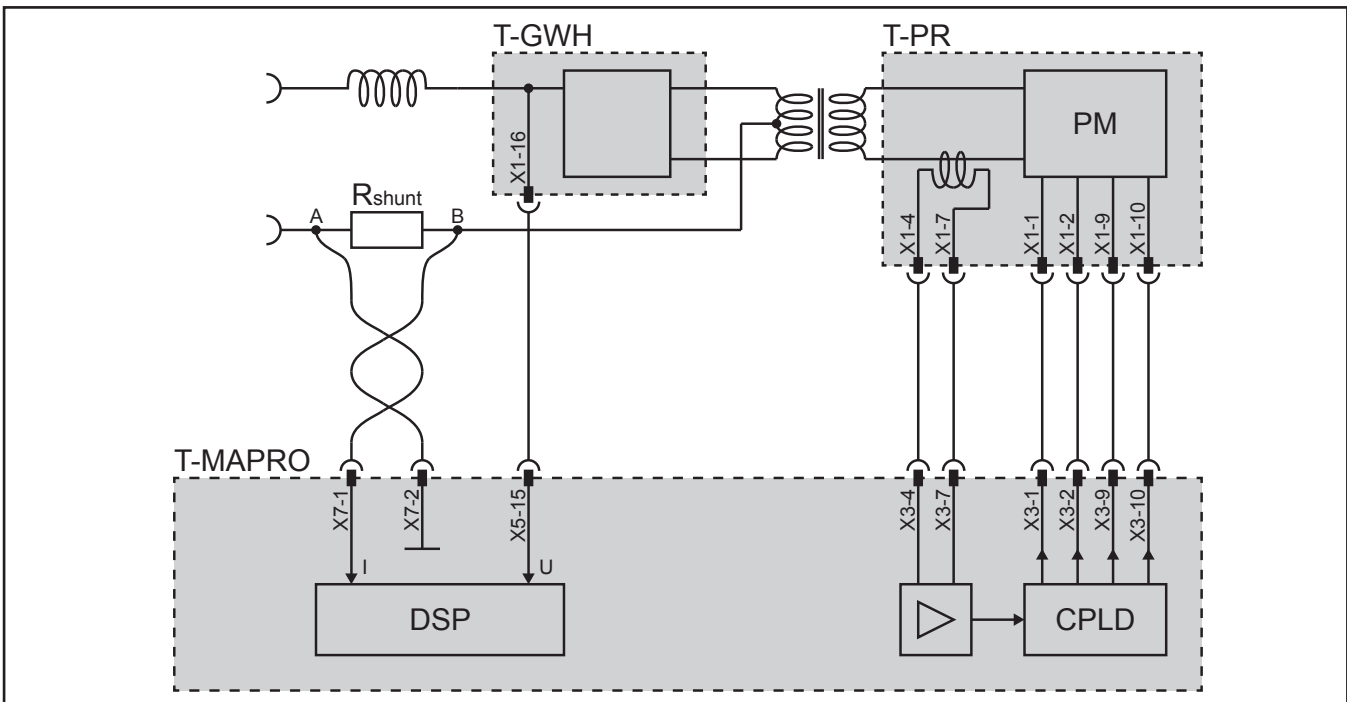 T-GWH
T-PR
PM
X1-16
Rshunt
A
B
X1-4
X1-7
X1-1
X1-2
X1-9
X1-10
T-MAPRO
X7-1
X7-2
X5-15
X3-4
X3-7
X3-1
X3-2
X3-9
X3-10
I
U
DSP
CPLD